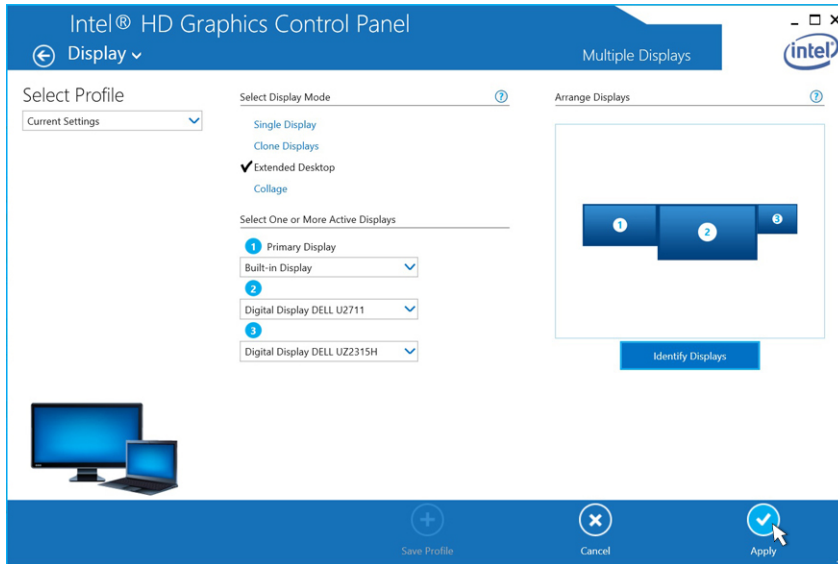 Intel® HD Graphics Control Panel
Display
Multiple Displays
intel
Select Profile
Current Settings
Select Display Mode
?
Single Display
Clone Displays
Extended Desktop
Collage
Select One or More Active Displays
1 Primary Display
Built-in Display
2
Digital Display DELL U2711
3
Digital Display DELL UZ2315H
Arrange Displays
?
1
2
3
Identify Displays
Save Profile
Cancel
Apply